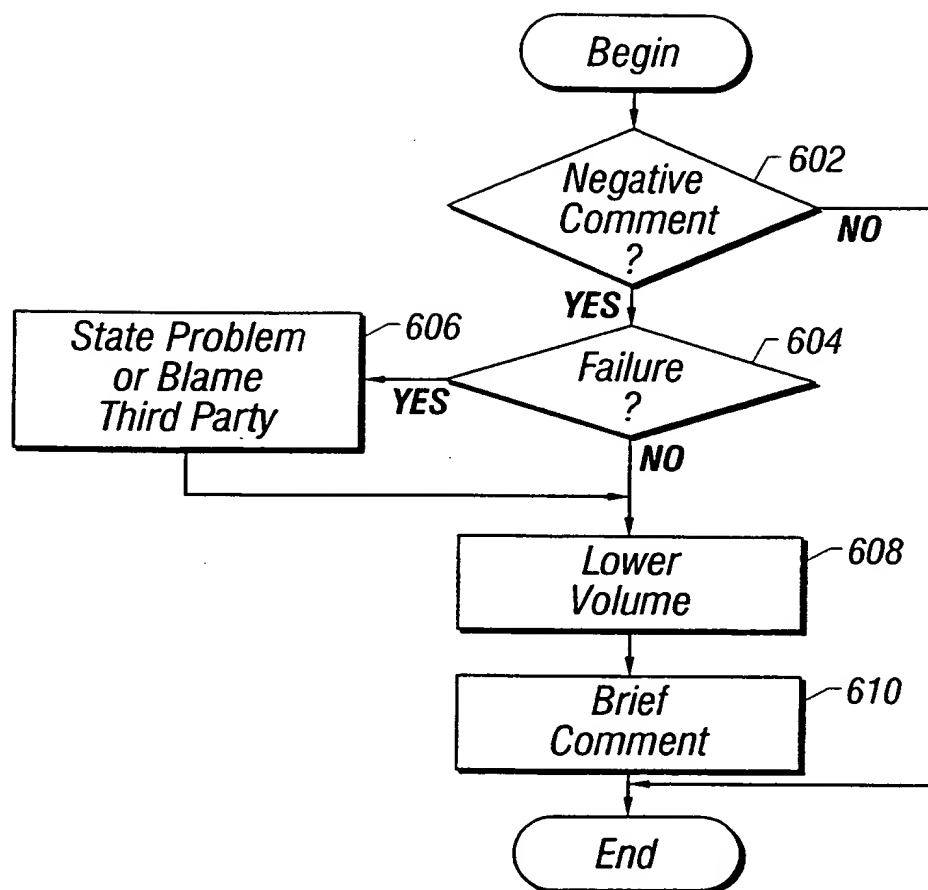 Begin
602
Negative
Comment
?
NO
YES
606
State Problem
or Blame
Third Party
604
Failure
?
YES
NO
608
Lower
Volume
610
Brief
Comment
End